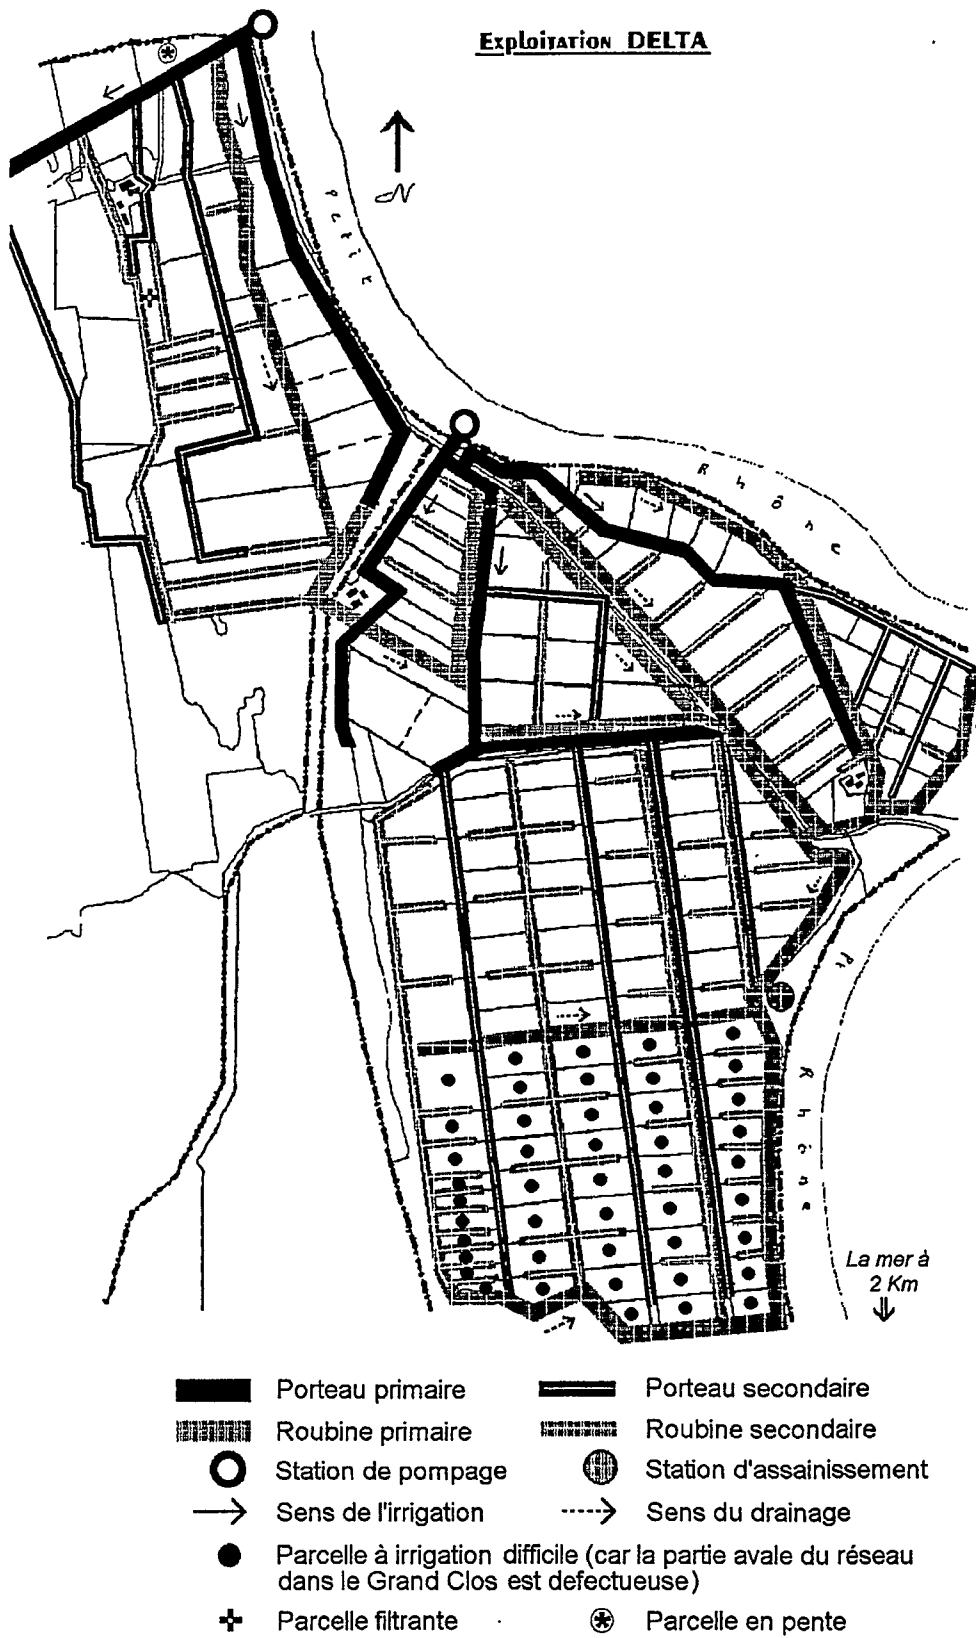 Exploitation DELTA
N
Petit
Rhône
Pt
Rhône
La mer à
2 Km
Porteau primaire
Porteau secondaire
Roubine primaire
Roubine secondaire
Station de pompage
Station d'assainissement
Sens de l'irrigation
Sens du drainage
Parcelle à irrigation difficile (car la partie avale du réseau
dans le Grand Clos est defectueuse)
Parcelle filtrante
Parcelle en pente